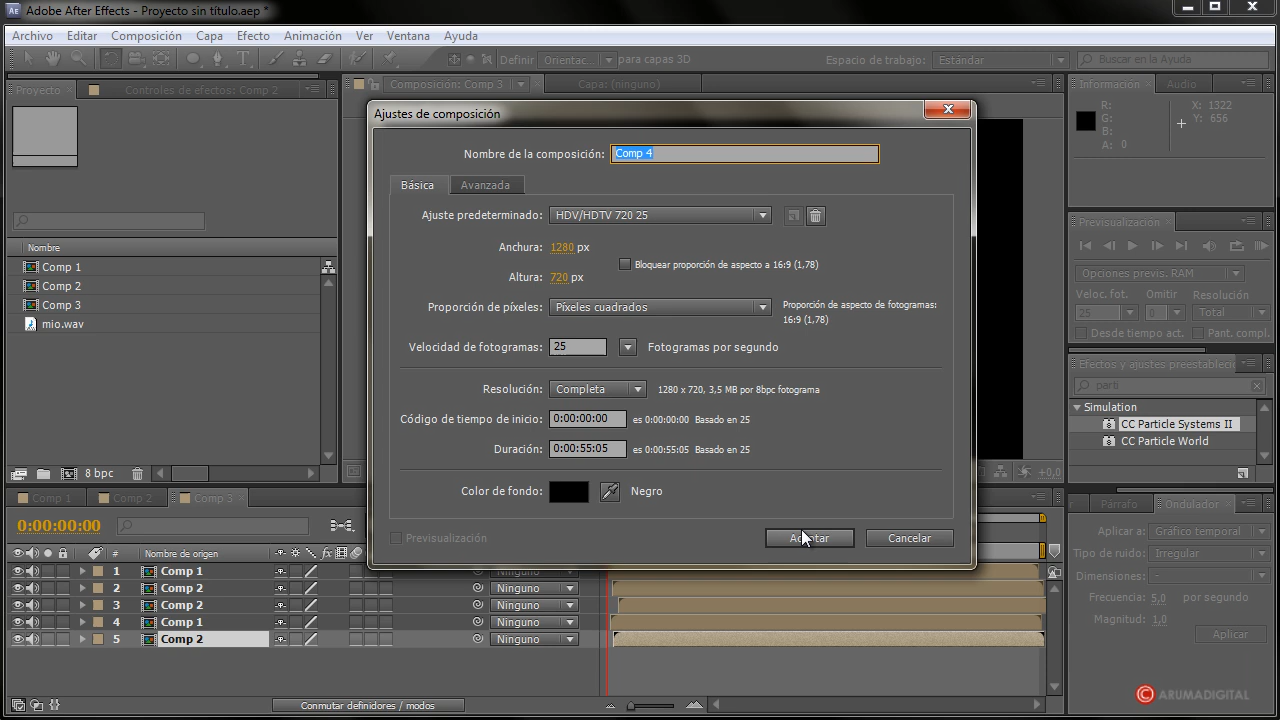 Adobe After Effects - Proyecto sin título.aep *
Archivo Editar Composición Capa Efecto Animación Ver Ventana Ayuda
Definir Orientac... para capas 3D Espacio de trabajo: Estándar Buscar en la Ayuda
Proyecto Controles de efectos: Comp 2 Composición: Comp 3 Capa: (ninguno) Información Audio
Ajustes de composición
R: G: B: A: 0
X: 1322
Y: 656
Nombre de la composición: Comp 4
Básica Avanzada
Ajuste predeterminado: HDV/HDTV 720 25
Anchura: 1280 px
Bloquear proporción de aspecto a 16:9 (1,78)
Altura: 720 px
Proporción de píxeles: Píxeles cuadrados
Proporción de aspecto de fotogramas:
16:9 (1,78)
Velocidad de fotogramas: 25 Fotogramas por segundo
Resolución: Completa 1280 x 720, 3,5 MB por 8bpc fotograma
Código de tiempo de inicio: 0:00:00:00 es 0:00:00:00 Basado en 25
Duración: 0:00:55:05 es 0:00:55:05 Basado en 25
Color de fondo: Negro
Previsualización Cancelar
Nombre
Comp 1
Comp 2
Comp 3
mio.wav
8 bpc
Previsualización
Opciones previs. RAM
Veloc. fot. Omitir Resolución
25 0 Total
Desde tiempo act. Pant. compl.
Efectos y ajustes preestableci
parti
Simulation
CC Particle Systems II
CC Particle World
+0,0
Comp 1 Comp 2 Comp 3
0:00:00:00
# Nombre de origen
1 Comp 1 Ninguno
2 Comp 2 Ninguno
3 Comp 2 Ninguno
4 Comp 1 Ninguno
5 Comp 2 Ninguno
Conmutar definidores / modos
Párrafo Ondulador
Aplicar a: Gráfico temporal
Tipo de ruido: Irregular
Dimensiones: -
Frecuencia: 5,0 por segundo
Magnitud: 1,0
Aplicar
© ARUMADIGITAL